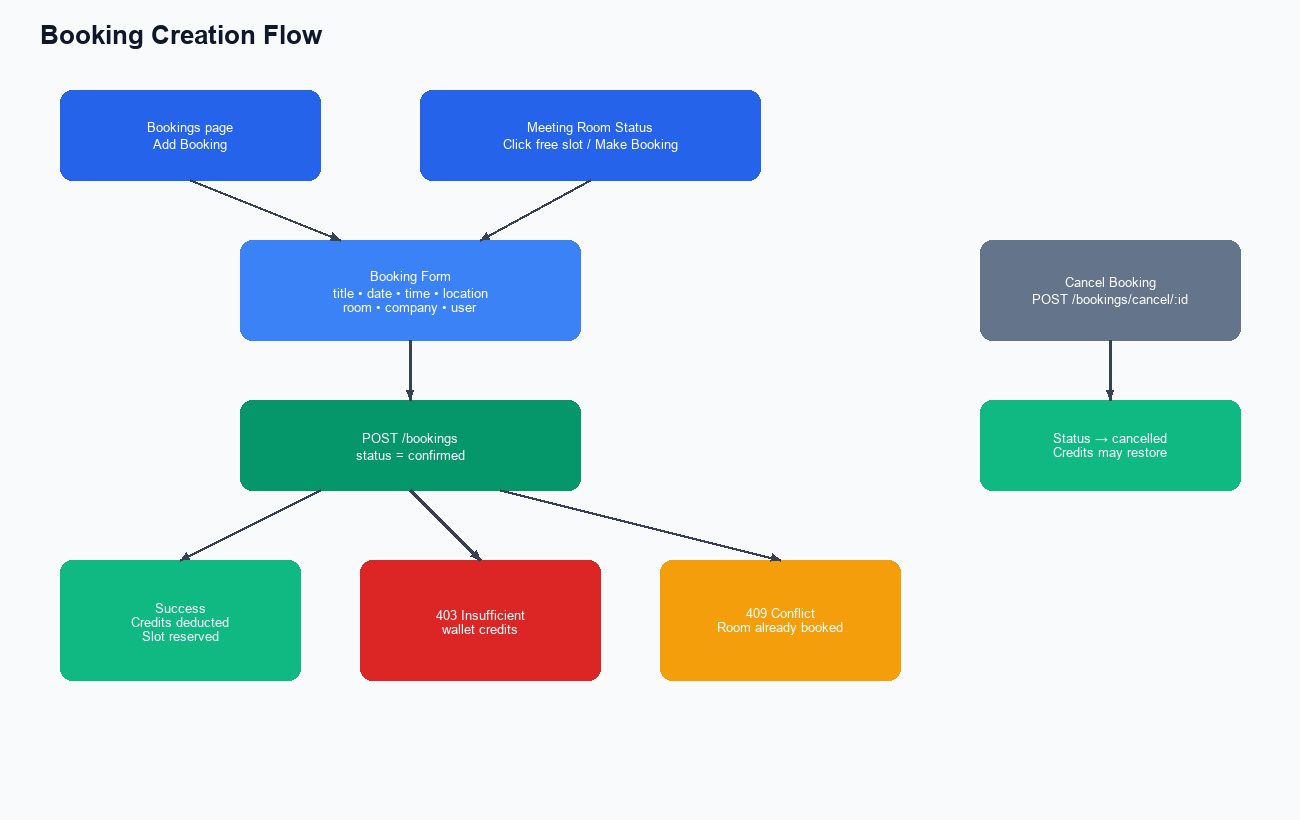 Booking Creation Flow
Bookings page
Add Booking
Meeting Room Status
Click free slot / Make Booking
Booking Form
title • date • time • location
room • company • user
Cancel Booking
POST /bookings/cancel/:id
POST /bookings
status = confirmed
Status → cancelled
Credits may restore
Success
Credits deducted
Slot reserved
403 Insufficient
wallet credits
409 Conflict
Room already booked